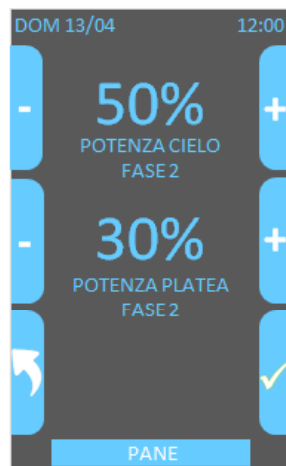 DOM 13/04 12:00
- 50% +
POTENZA CIELO
FASE 2
- 30% +
POTENZA PLATEA
FASE 2
PANE